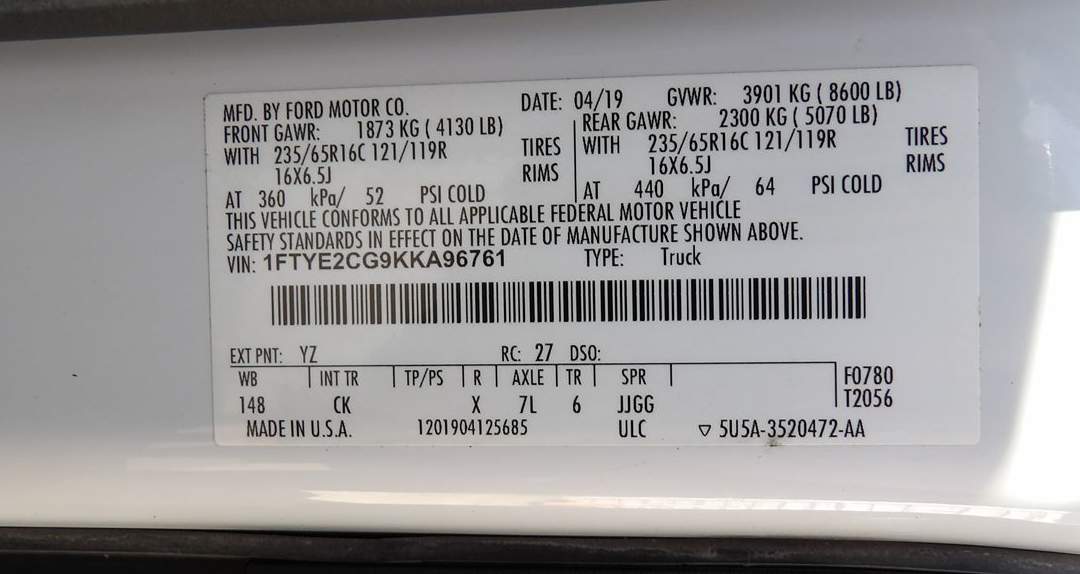 MFD. BY FORD MOTOR CO. DATE: 04/19 GVWR: 3901 KG ( 8600 LB)
FRONT GAWR: 1873 KG ( 4130 LB) REAR GAWR: 2300 KG ( 5070 LB)
WITH 235/65R16C 121/119R TIRES WITH 235/65R16C 121/119R TIRES
16X6.5J RIMS 16X6.5J RIMS
AT 360 kPa/ 52 PSI COLD AT 440 kPa/ 64 PSI COLD
THIS VEHICLE CONFORMS TO ALL APPLICABLE FEDERAL MOTOR VEHICLE
SAFETY STANDARDS IN EFFECT ON THE DATE OF MANUFACTURE SHOWN ABOVE.
VIN: 1FTYE2CG9KKA96761 TYPE: Truck
EXT PNT: YZ RC: 27 DSO:
WB INT TR TP/PS R AXLE TR SPR F0780
148 CK X 7L 6 JJGG T2056
MADE IN U.S.A. 1201904125685 ULC ▽ 5U5A-3520472-AA